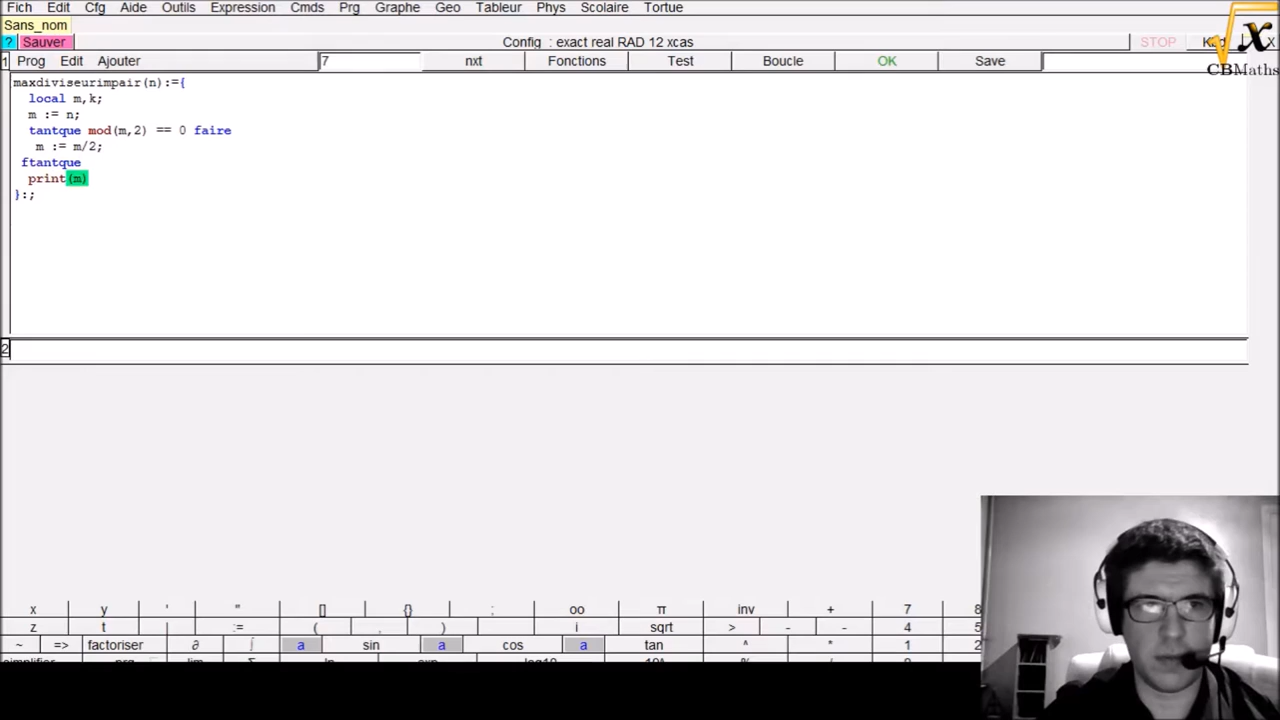 Fich Edit Cfg Aide Outils Expression Cmds Prg Graphe Geo Tableur Phys Scolaire Tortue
Sans_nom
? Sauver Config : exact real RAD 12 xcas STOP X
CBMaths
1 Prog Edit Ajouter 7 nxt Fonctions Test Boucle OK Save
maxdiviseurimpair(n):={
local m,k;
m := n;
tantque mod(m,2) == 0 faire
m := m/2;
ftantque
print(m)
}:;
2
x y ' " [] {} ; oo π inv + 7 8
z t | := ( , ) i sqrt > - - 4 5
~ => factoriser ∂ ∫ a sin a cos a tan * ^ 1 2